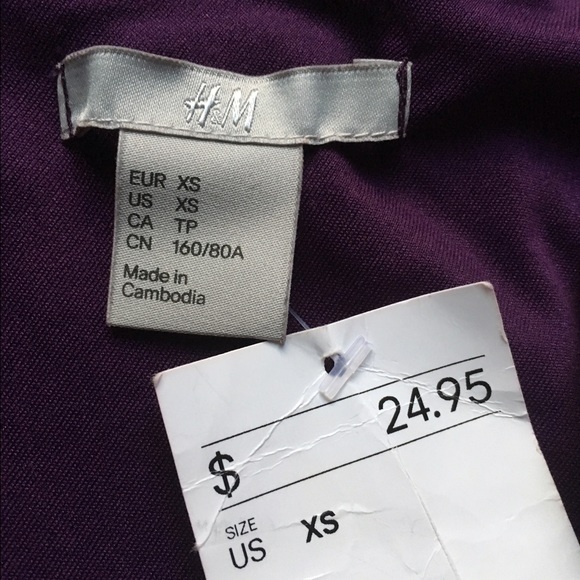 H&M
EUR XS
US XS
CA TP
CN 160/80A
Made in
Cambodia
$ 24.95
SIZE
US XS